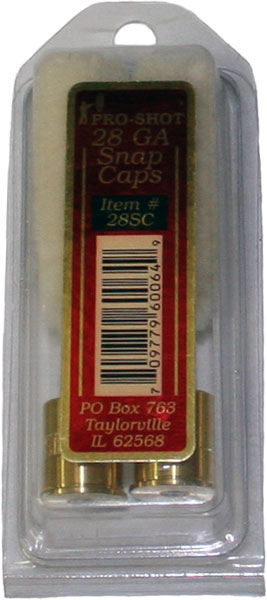 PRO-SHOT
28 GA
Snap
Caps
Item #
28SC
7 09779 60064 9
PO Box 763
Taylorville
IL 62568